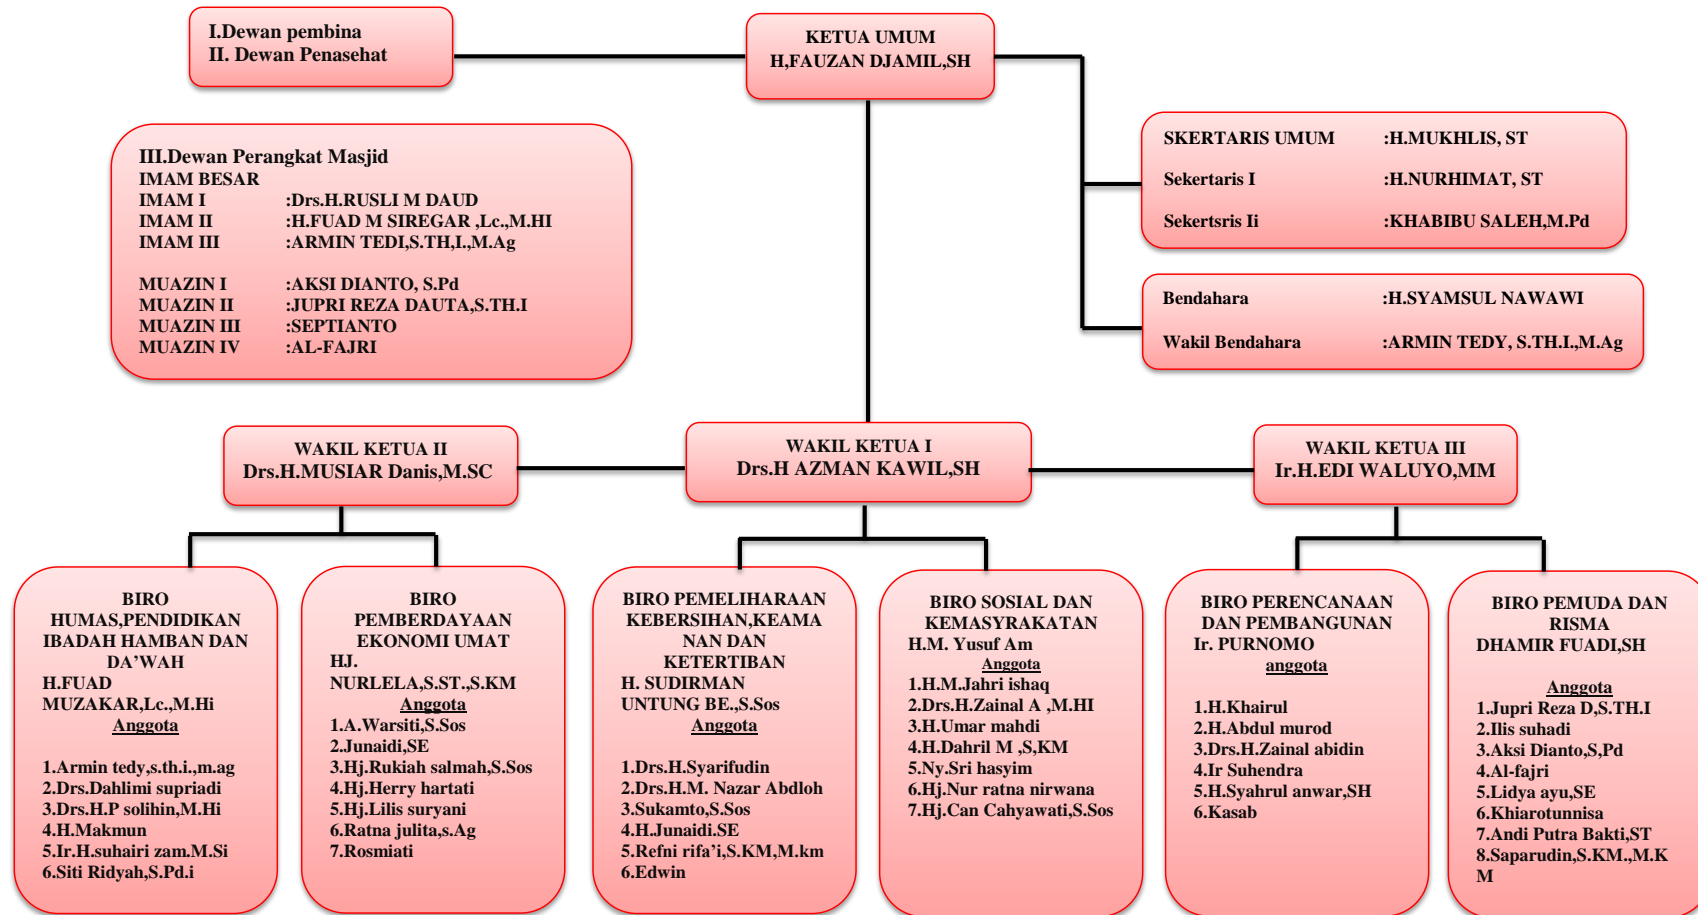 I.Dewan pembina
II. Dewan Penasehat
KETUA UMUM
H,FAUZAN DJAMIL,SH
III.Dewan Perangkat Masjid
IMAM BESAR
IMAM I :Drs.H.RUSLI M DAUD
IMAM II :H.FUAD M SIREGAR ,Lc.,M.HI
IMAM III :ARMIN TEDI,S.TH,I.,M.Ag
MUAZIN I :AKSI DIANTO, S.Pd
MUAZIN II :JUPRI REZA DAUTA,S.TH.I
MUAZIN III :SEPTIANTO
MUAZIN IV :AL-FAJRI
SKERTARIS UMUM :H.MUKHLIS, ST
Sekertaris I :H.NURHIMAT, ST
Sekertsris Ii :KHABIBU SALEH,M.Pd
Bendahara :H.SYAMSUL NAWAWI
Wakil Bendahara :ARMIN TEDY, S.TH.I.,M.Ag
WAKIL KETUA II
Drs.H.MUSIAR Danis,M.SC
WAKIL KETUA I
Drs.H AZMAN KAWIL,SH
WAKIL KETUA III
Ir.H.EDI WALUYO,MM
BIRO
HUMAS,PENDIDIKAN
IBADAH HAMBAN DAN
DA’WAH
H.FUAD
MUZAKAR,Lc.,M.Hi
Anggota
1.Armin tedy,s.th.i.,m.ag
2.Drs.Dahlimi supriadi
3.Drs.H.P solihin,M.Hi
4.H.Makmun
5.Ir.H.suhairi zam.M.Si
6.Siti Ridyah,S.Pd.i
BIRO
PEMBERDAYAAN
EKONOMI UMAT
HJ.
NURLELA,S.ST.,S.KM
Anggota
1.A.Warsiti,S.Sos
2.Junaidi,SE
3.Hj.Rukiah salmah,S.Sos
4.Hj.Herry hartati
5.Hj.Lilis suryani
6.Ratna julita,s.Ag
7.Rosmiati
BIRO PEMELIHARAAN
KEBERSIHAN,KEAMA
NAN DAN
KETERTIBAN
H. SUDIRMAN
UNTUNG BE.,S.Sos
Anggota
1.Drs.H.Syarifudin
2.Drs.H.M. Nazar Abdloh
3.Sukamto,S.Sos
4.H.Junaidi.SE
5.Refni rifa’i,S.KM,M.km
6.Edwin
BIRO SOSIAL DAN
KEMASYRAKATAN
H.M. Yusuf Am
Anggota
1.H.M.Jahri ishaq
2.Drs.H.Zainal A ,M.HI
3.H.Umar mahdi
4.H.Dahril M ,S,KM
5.Ny.Sri hasyim
6.Hj.Nur ratna nirwana
7.Hj.Can Cahyawati,S.Sos
BIRO PERENCANAAN
DAN PEMBANGUNAN
Ir. PURNOMO
anggota
1.H.Khairul
2.H.Abdul murod
3.Drs.H.Zainal abidin
4.Ir Suhendra
5.H.Syahrul anwar,SH
6.Kasab
BIRO PEMUDA DAN
RISMA
DHAMIR FUADI,SH
Anggota
1.Jupri Reza D,S.TH.I
2.Ilis suhadi
3.Aksi Dianto,S,Pd
4.Al-fajri
5.Lidya ayu,SE
6.Khiarotunnisa
7.Andi Putra Bakti,ST
8.Saparudin,S.KM.,M.K
M